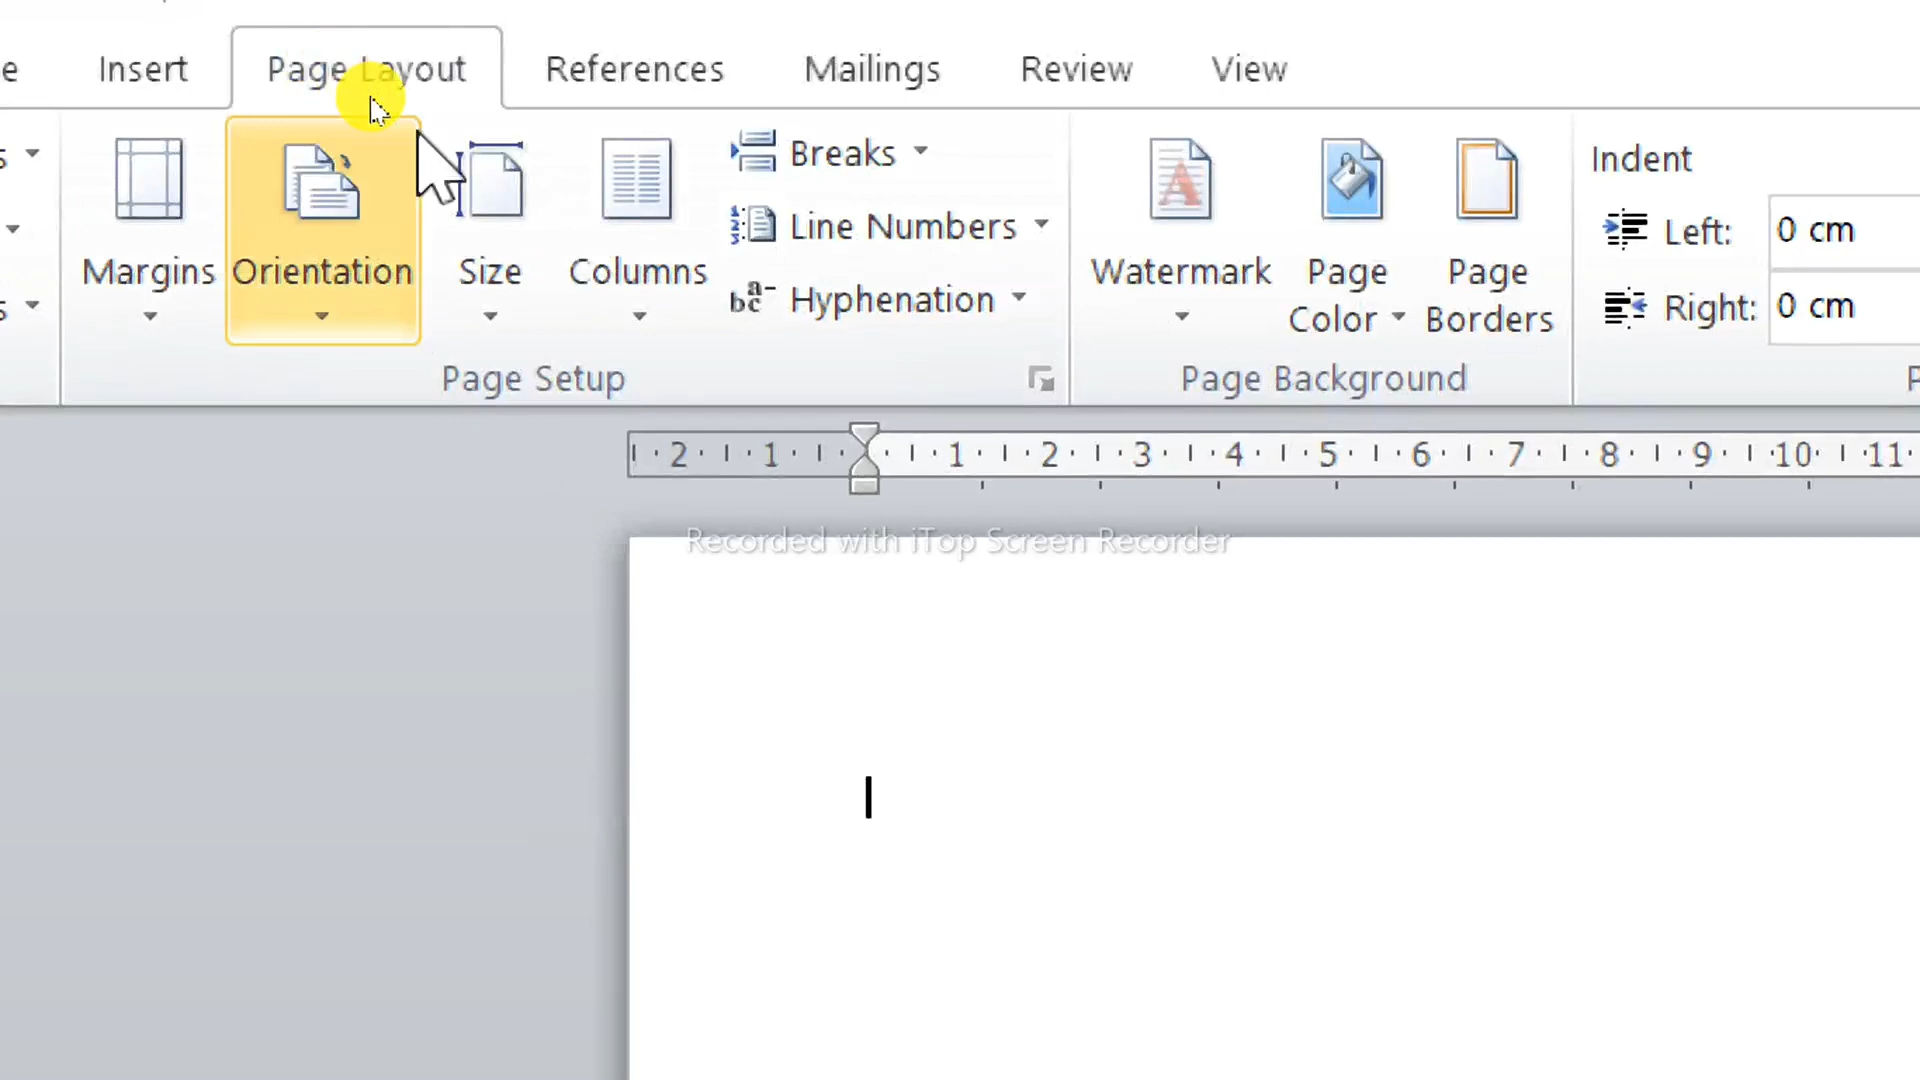 e Insert Page Layout References Mailings Review View
s Breaks Indent
Line Numbers Left: 0 cm
Margins Orientation Size Columns Watermark Page Page
s Hyphenation Right: 0 cm
Color Borders
Page Setup Page Background P
2 1 1 2 3 4 5 6 7 8 9 10 11
Recorded with iTop Screen Recorder